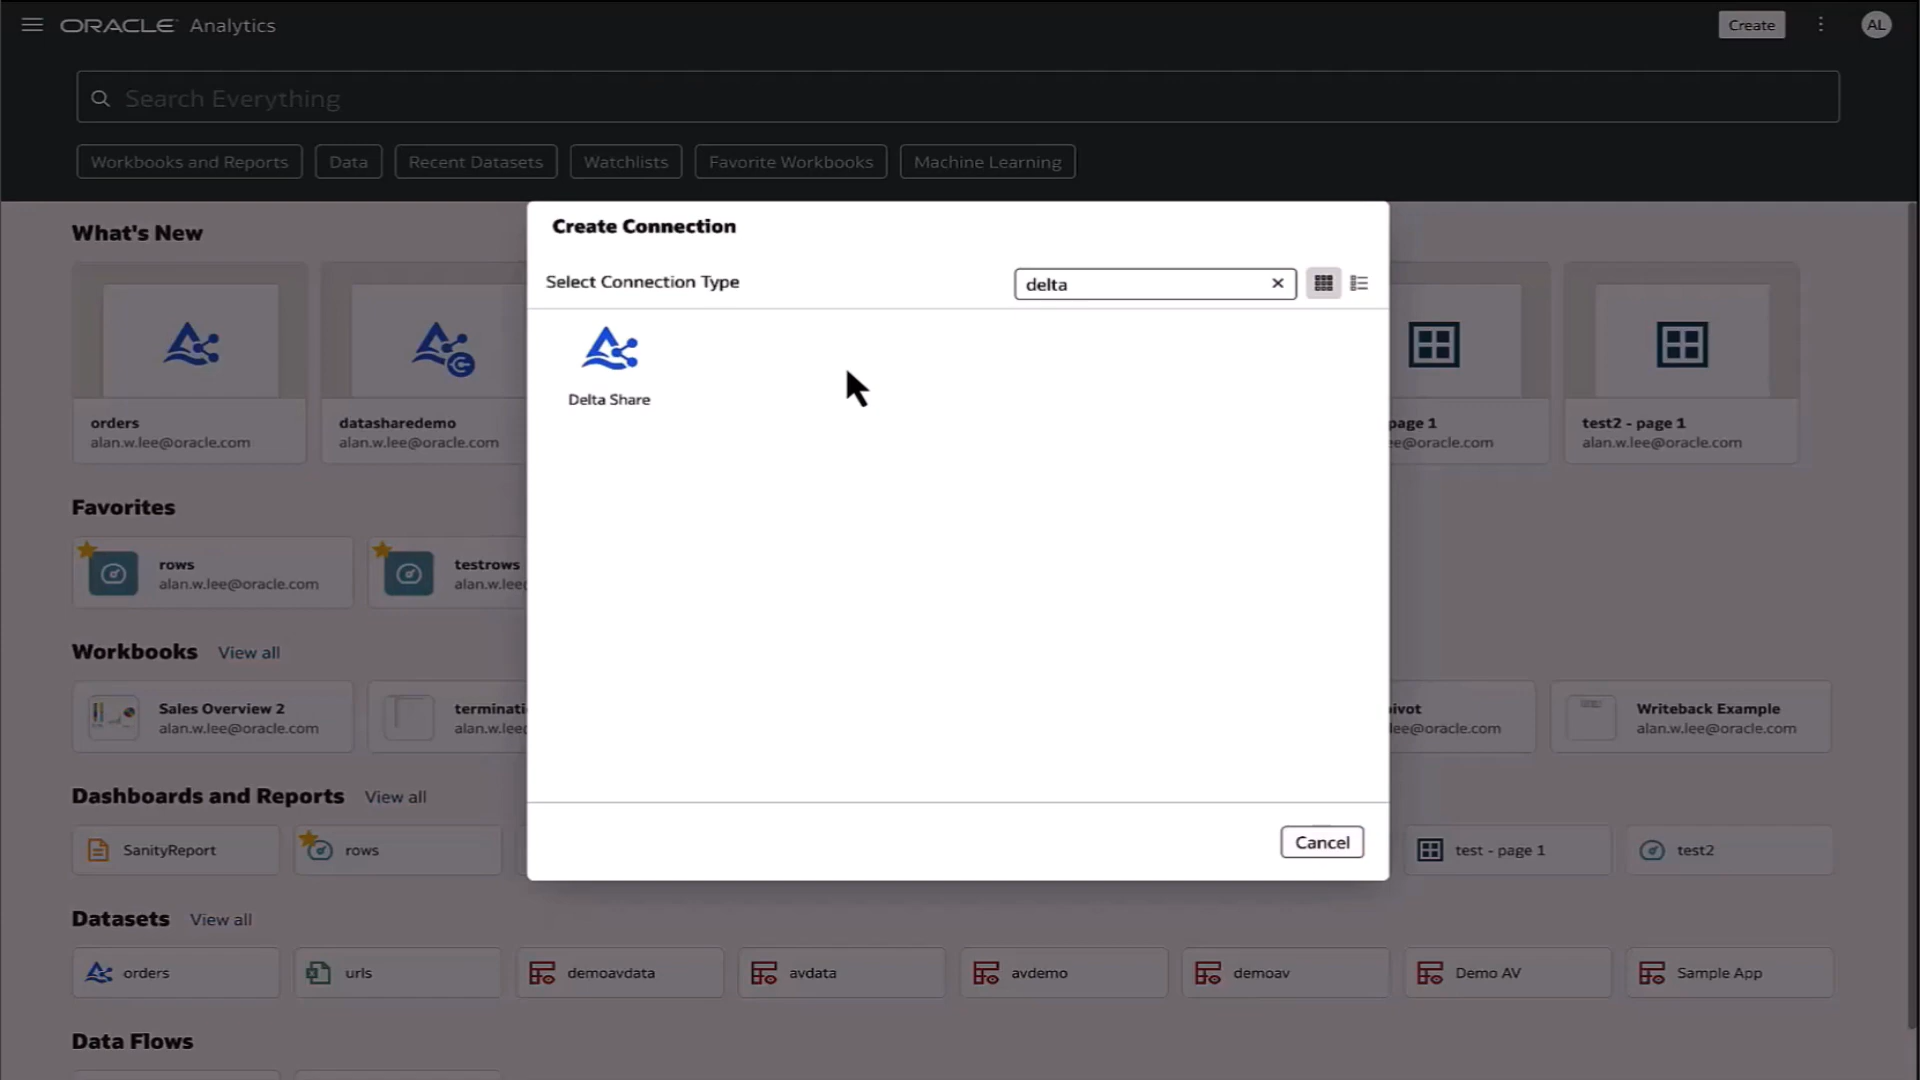 ORACLE Analytics
Create
AL
Search Everything
Workbooks and Reports
Data
Recent Datasets
Watchlists
Favorite Workbooks
Machine Learning
What's New
orders
alan.w.lee@oracle.com
datasharedemo
alan.w.lee@oracle.com
page 1
ee@oracle.com
test2 - page 1
alan.w.lee@oracle.com
Create Connection
Select Connection Type
delta
Delta Share
Cancel
Favorites
rows
alan.w.lee@oracle.com
testrows
alan.w.lee
Workbooks View all
Sales Overview 2
alan.w.lee@oracle.com
terminati
alan.w.lee
ivot
lee@oracle.com
Writeback Example
alan.w.lee@oracle.com
Dashboards and Reports View all
SanityReport
rows
test - page 1
test2
Datasets View all
orders
urls
demoavdata
avdata
avdemo
demoav
Demo AV
Sample App
Data Flows